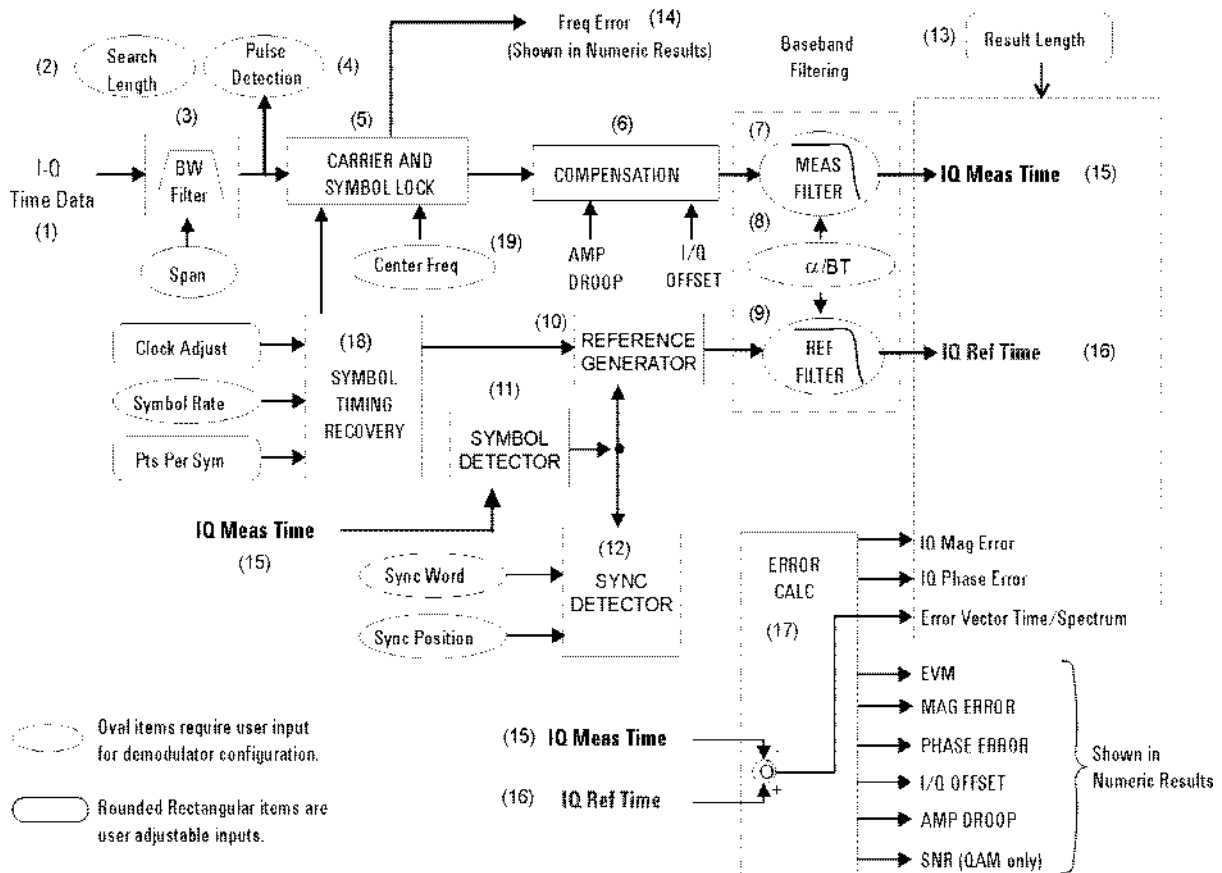 Freq Error (14)
(Shown in Numeric Results)
Baseband
Filtering
(13) Result Length
(2) Search
Length
Pulse
Detection (4)
(3)
(5)
(6)
(7)
I-Q
Time Data
(1)
BW
Filter
CARRIER AND
SYMBOL LOCK
COMPENSATION
MEAS
FILTER
IQ Meas Time (15)
(8)
Span
Center Freq (19)
AMP
DROOP
I/Q
OFFSET
α/BT
(9)
Clock Adjust
Symbol Rate
Pts Per Sym
(18)
SYMBOL
TIMING
RECOVERY
(10)
REFERENCE
GENERATOR
REF
FILTER
IQ Ref Time (16)
(11)
SYMBOL
DETECTOR
IQ Meas Time
(15)
Sync Word
Sync Position
(12)
SYNC
DETECTOR
ERROR
CALC
(17)
IQ Mag Error
IQ Phase Error
Error Vector Time/Spectrum
EVM
MAG ERROR
PHASE ERROR
I/Q OFFSET
AMP DROOP
SNR (QAM only)
Shown in
Numeric Results
(15) IQ Meas Time
-
(16) IQ Ref Time
+
Oval items require user input
for demodulator configuration.
Rounded Rectangular items are
user adjustable inputs.